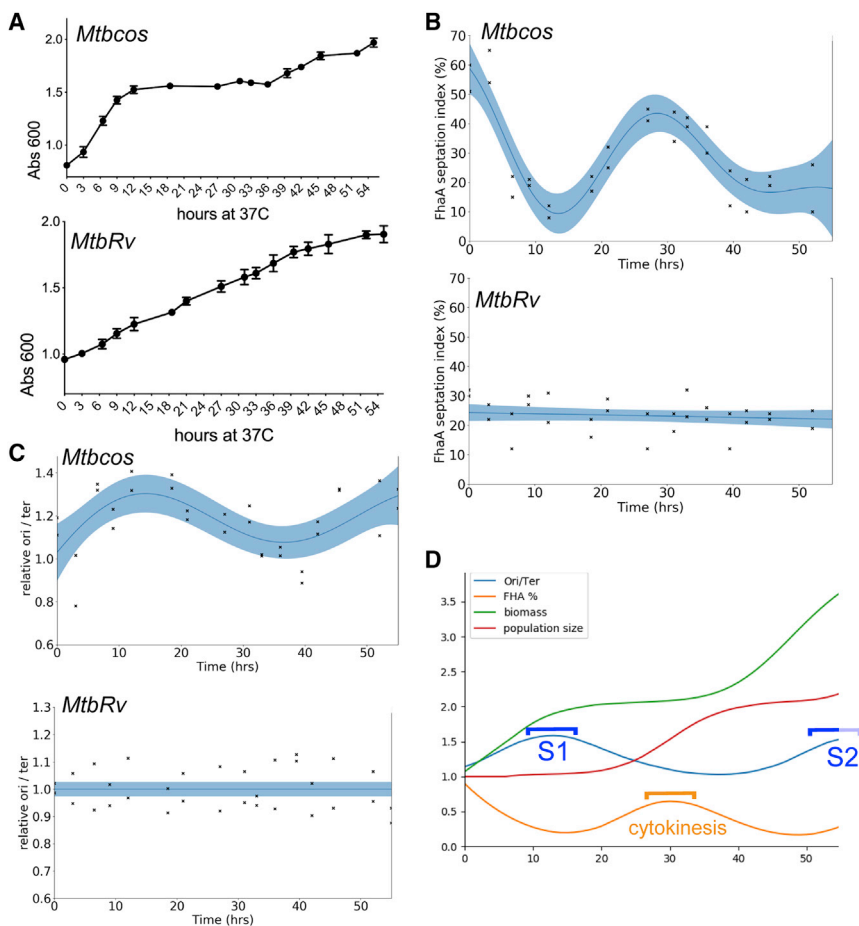 A
Mtbcos
2.0
1.5
1.0
Abs 600
0 3 6 9 12 15 18 21 24 27 30 33 36 39 42 45 48 51 54
hours at 37C
MtbRv
2.0
1.5
1.0
Abs 600
0 3 6 9 12 15 18 21 24 27 30 33 36 39 42 45 48 51 54
hours at 37C
B
Mtbcos
70
60
50
40
30
20
10
0
FhaA septation index (%)
0 10 20 30 40 50
Time (hrs)
MtbRv
70
60
50
40
30
20
10
0
FhaA septation index (%)
0 10 20 30 40 50
Time (hrs)
C
Mtbcos
1.4
1.2
1.0
0.8
0.6
relative ori / ter
0 10 20 30 40 50
Time (hrs)
MtbRv
1.3
1.2
1.1
1.0
0.9
0.8
0.7
0.6
relative ori / ter
0 10 20 30 40 50
Time (hrs)
D
Ori/Ter
FHA %
biomass
population size
3.5
3.0
2.5
2.0
1.5
1.0
0.5
0.0
S1
S2
cytokinesis
0 10 20 30 40 50